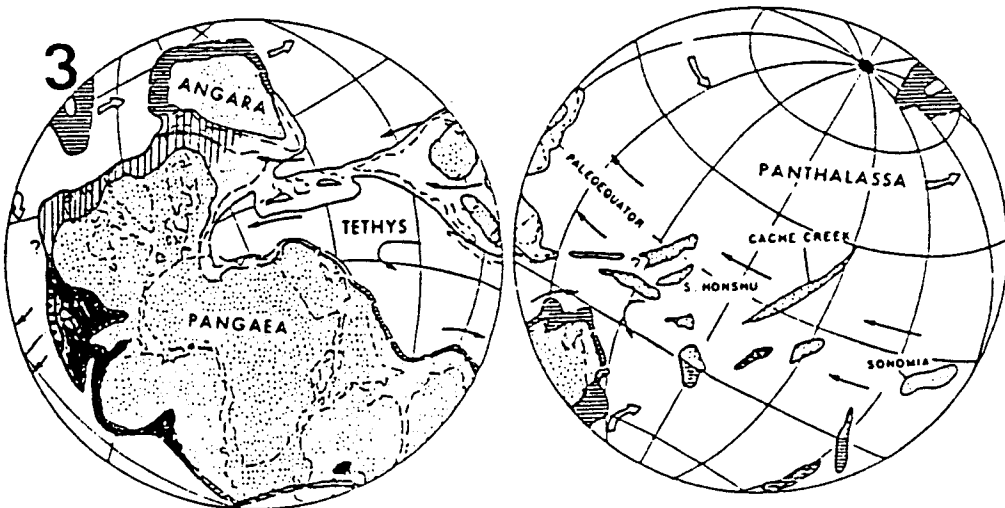 3
ANGARA
TETHYS
PANGAEA
PALEOEQUATOR
PANTHALASSA
CACHE CREEK
?
S. HONSHU
SONOMIA
?